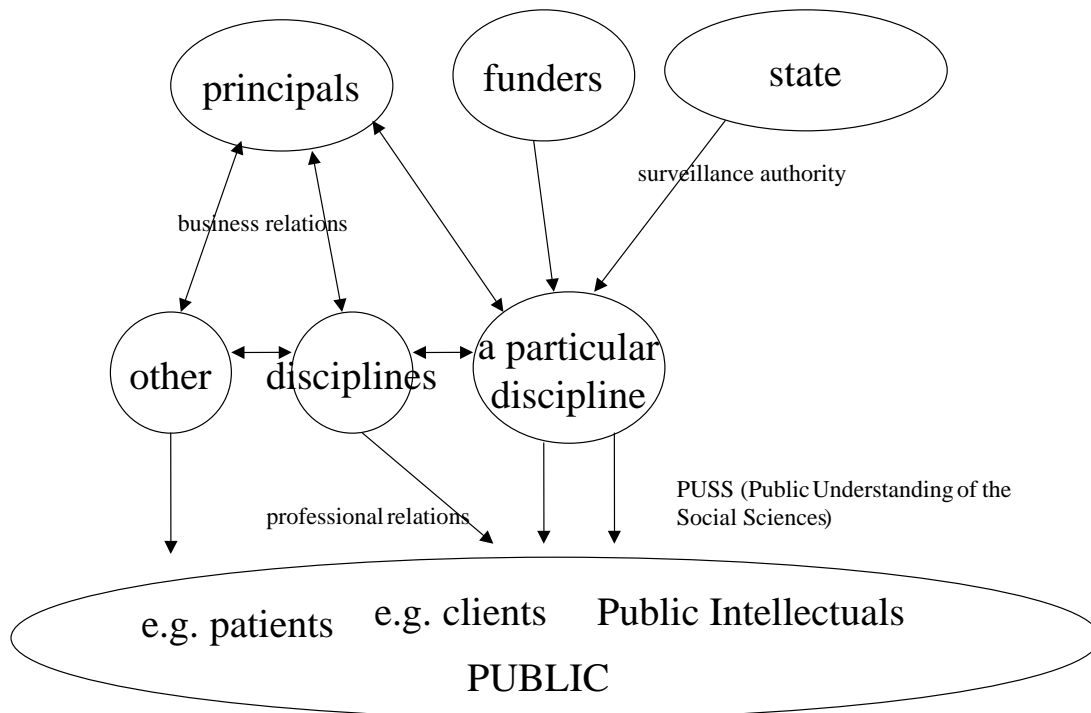 principals
funders
state
surveillance authority
business relations
other
disciplines
a particular
discipline
PUSS (Public Understanding of the
Social Sciences)
professional relations
e.g. patients
e.g. clients
Public Intellectuals
PUBLIC